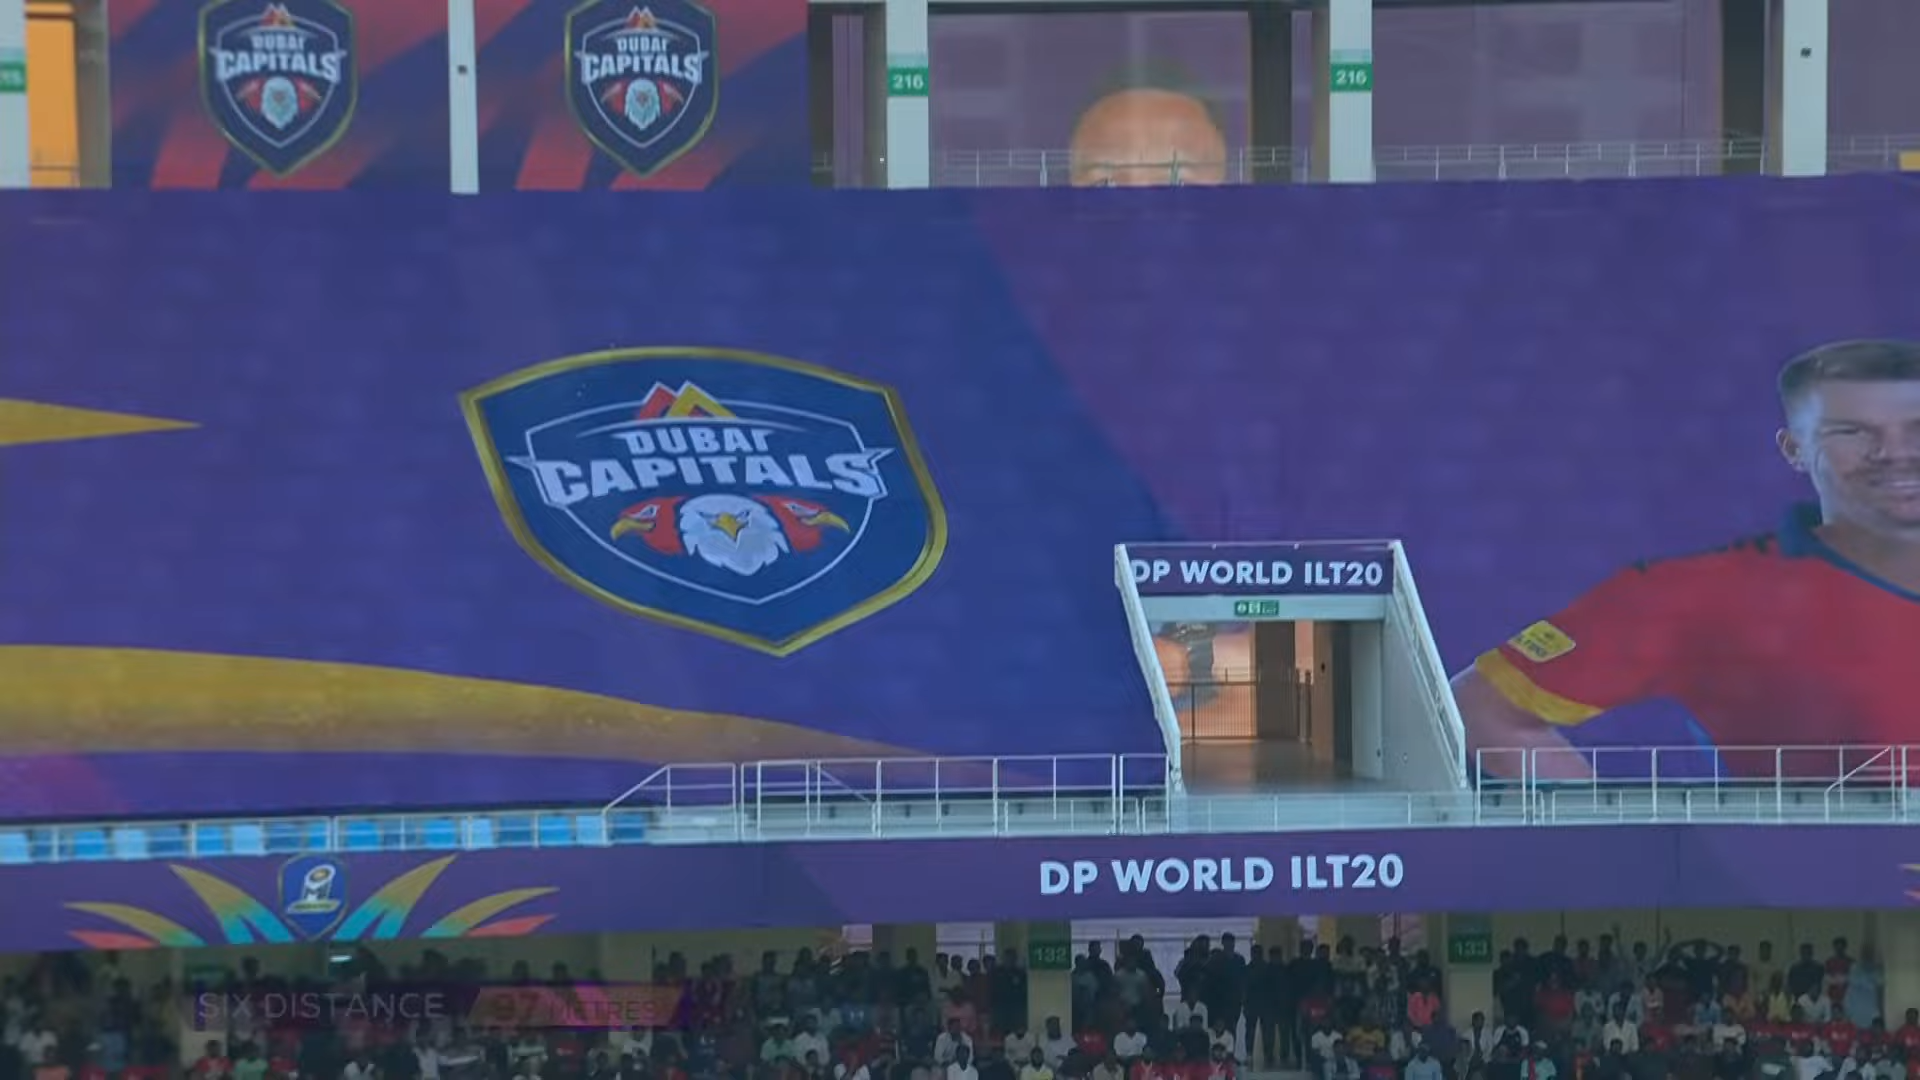 DUBAI
CAPITALS
DUBAI
CAPITALS
216
216
DUBAI
CAPITALS
DP WORLD ILT20
DP WORLD ILT20
132
133
SIX DISTANCE 97 METRES